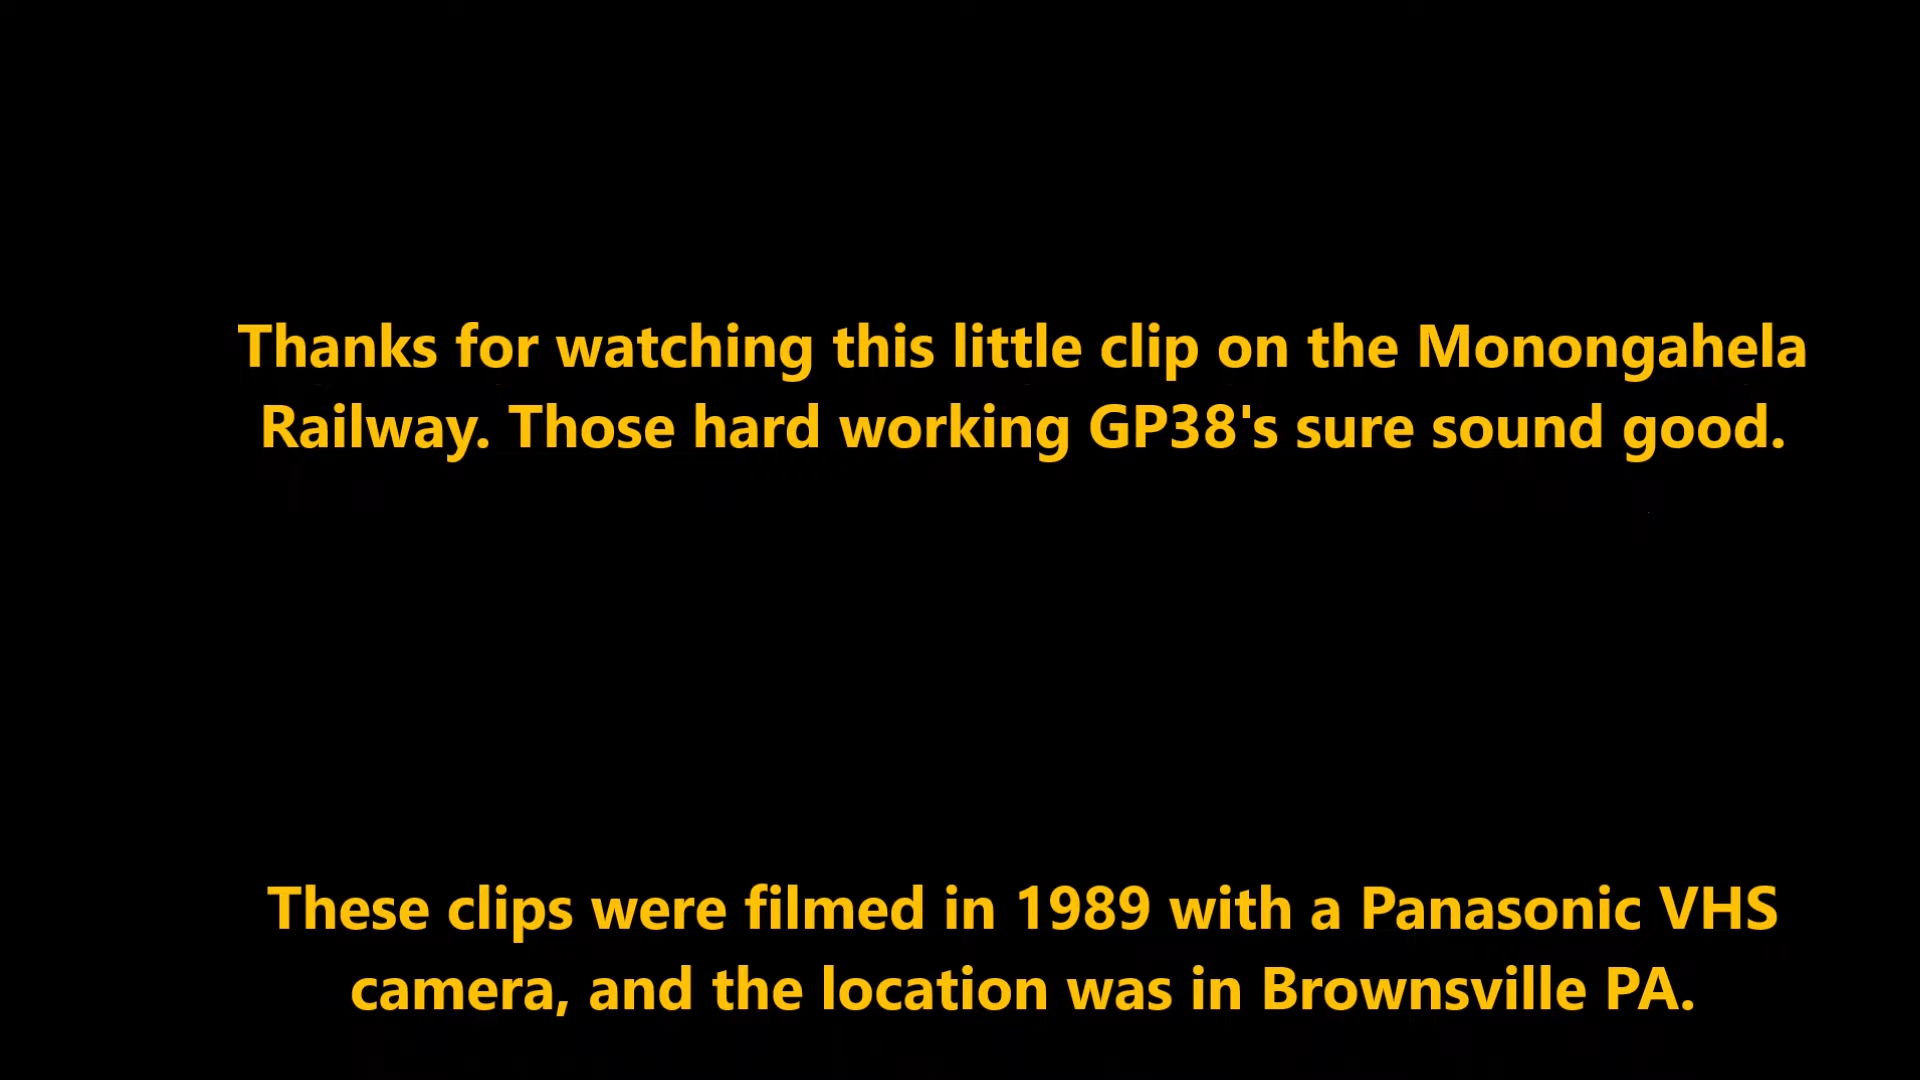 Thanks for watching this little clip on the Monongahela
Railway. Those hard working GP38's sure sound good.
These clips were filmed in 1989 with a Panasonic VHS
camera, and the location was in Brownsville PA.